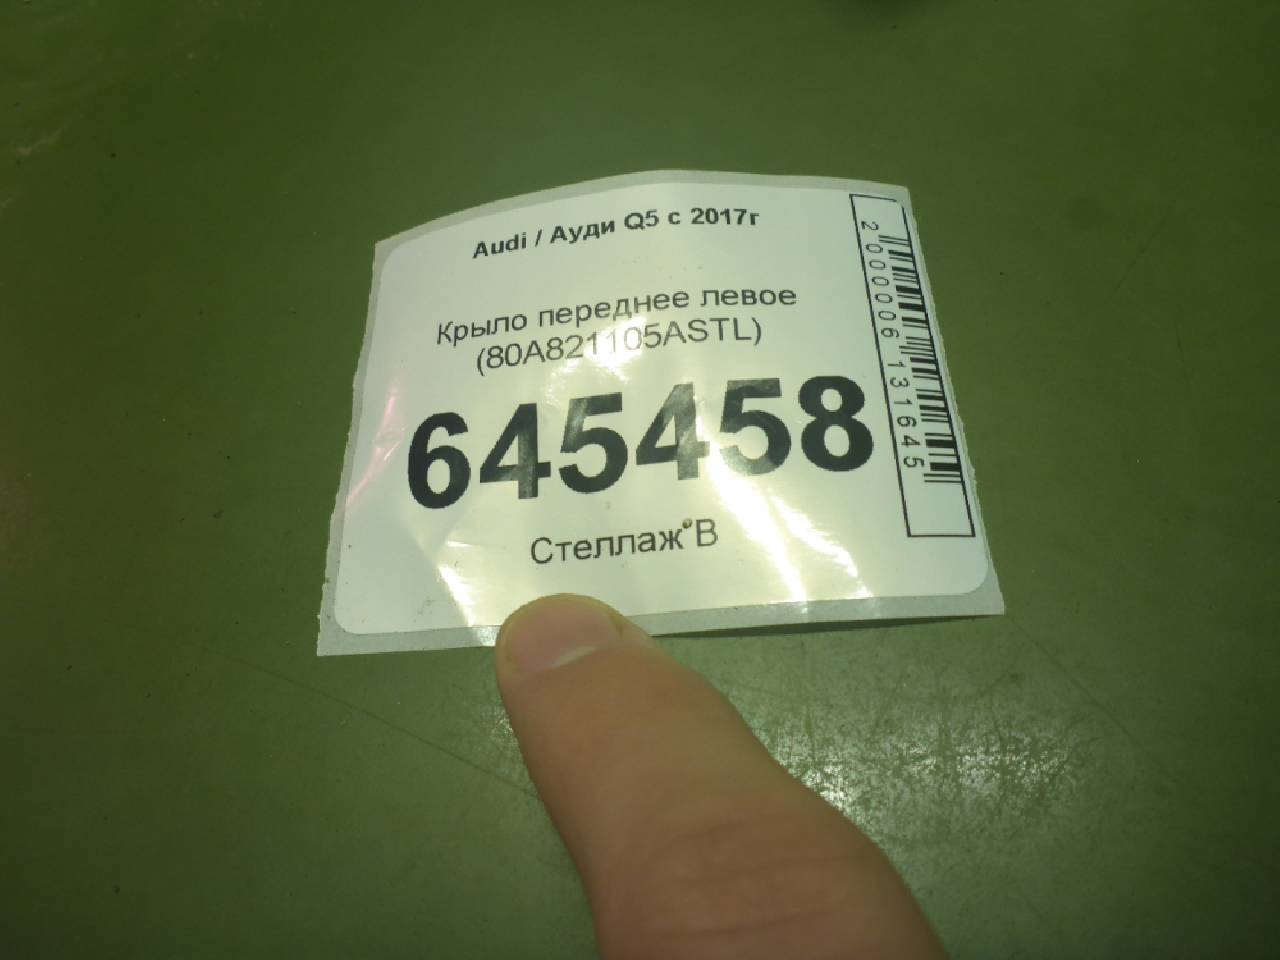 Audi / Ауди Q5 с 2017г
Крыло переднее левое
(80A821105ASTL)
645458
Стеллаж B
2000006131645